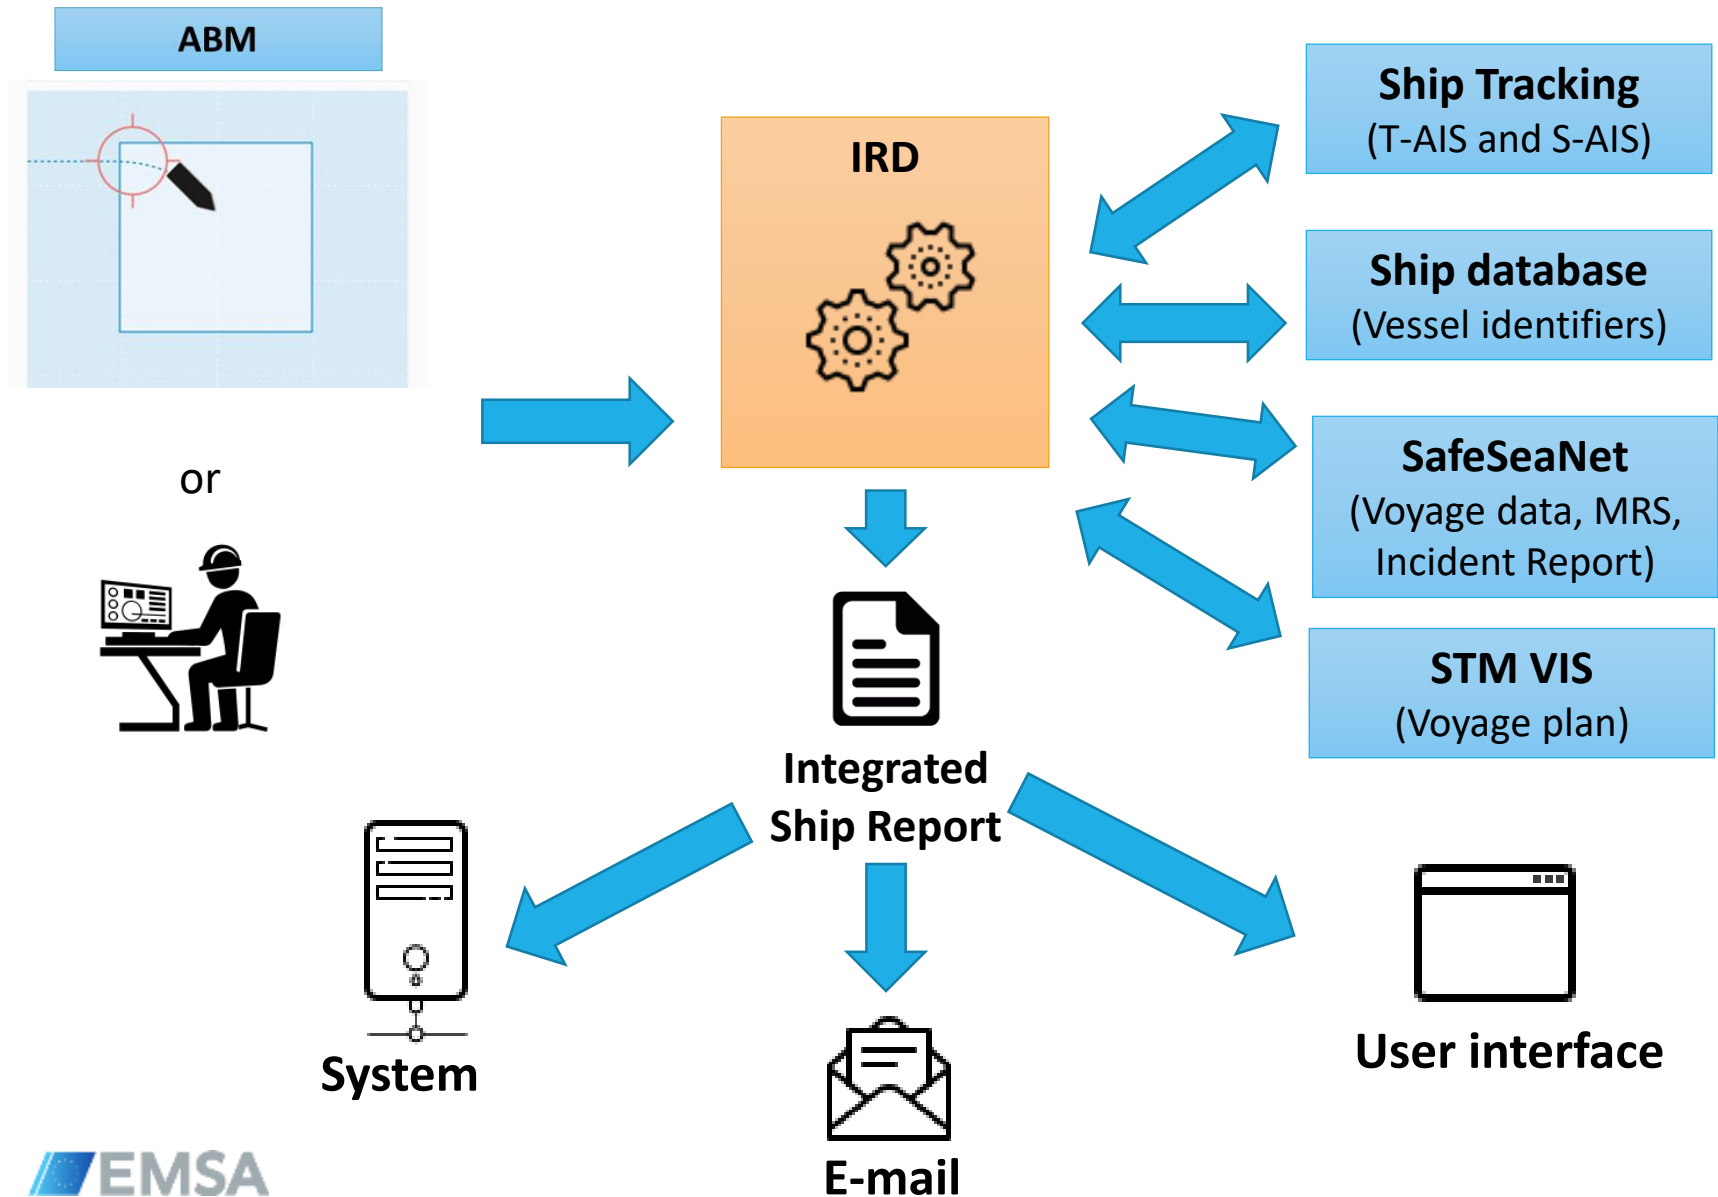 ABM
or
IRD
Ship Tracking
(T-AIS and S-AIS)
Ship database
(Vessel identifiers)
SafeSeaNet
(Voyage data, MRS,
Incident Report)
STM VIS
(Voyage plan)
Integrated
Ship Report
System
E-mail
User interface
EMSA